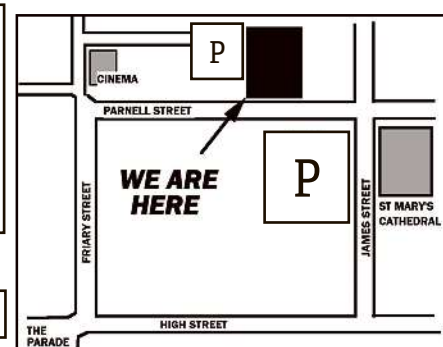 P
CINEMA
PARNELL STREET
WE ARE
HERE
P
FRIARY STREET
JAMES STREET
ST MARY'S
CATHEDRAL
HIGH STREET
THE
PARADE